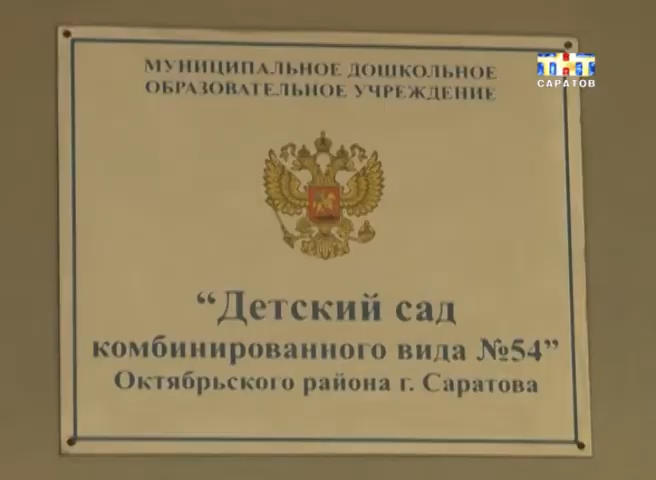 МУНИЦИПАЛЬНОЕ ДОШКОЛЬНОЕ
ОБРАЗОВАТЕЛЬНОЕ УЧРЕЖДЕНИЕ
ТНТ
САРАТОВ
“Детский сад
комбинированного вида №54”
Октябрьского района г. Саратова